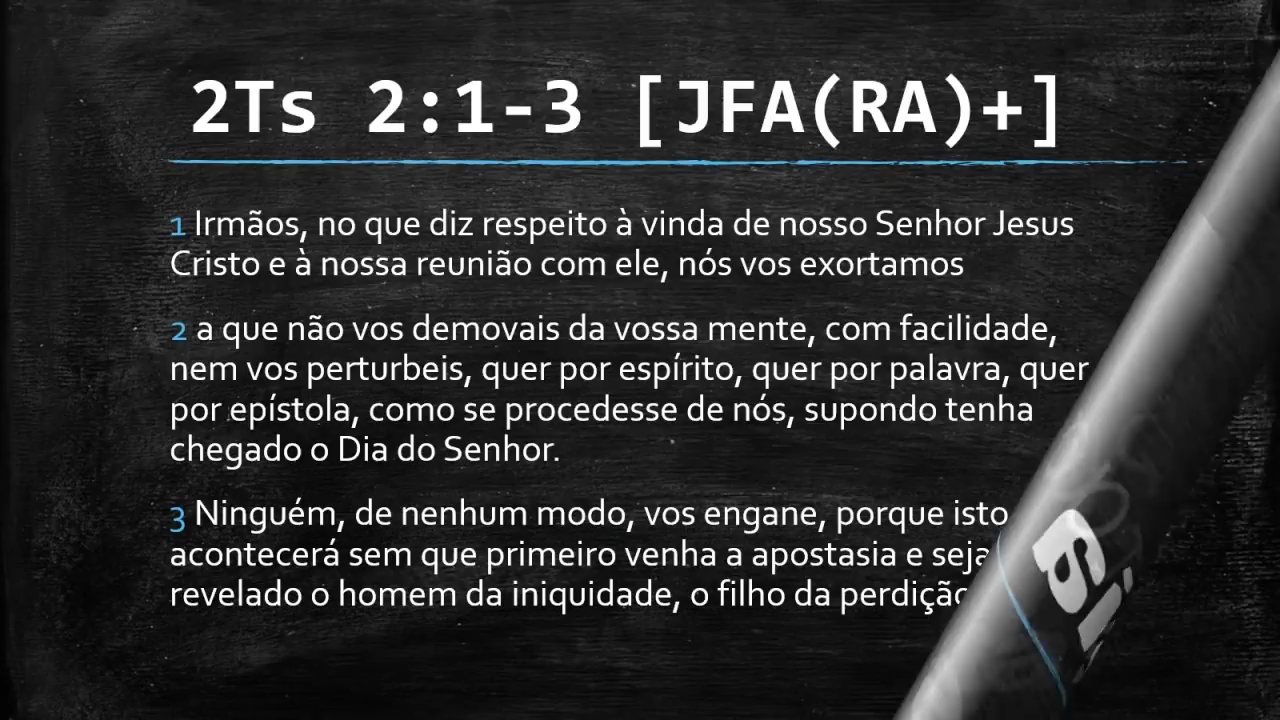 2Ts 2:1-3 [JFA(RA)+]
1 Irmãos, no que diz respeito à vinda de nosso Senhor Jesus
Cristo e à nossa reunião com ele, nós vos exortamos
2 a que não vos demovais da vossa mente, com facilidade,
nem vos perturbeis, quer por espírito, quer por palavra, quer
por epístola, como se procedesse de nós, supondo tenha
chegado o Dia do Senhor.
3 Ninguém, de nenhum modo, vos engane, porque isto
acontecerá sem que primeiro venha a apostasia e seja
revelado o homem da iniquidade, o filho da